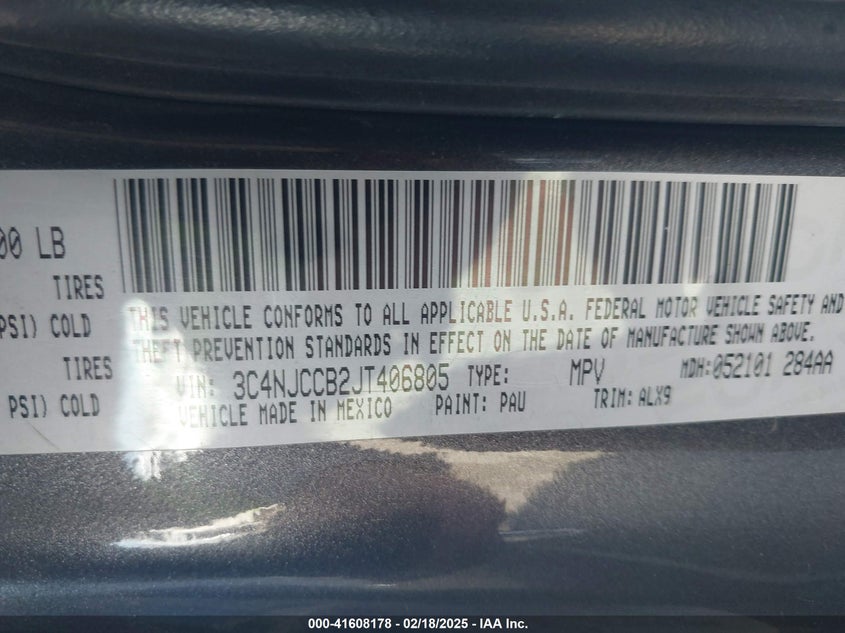 00 LB
TIRES
PSI) COLD
TIRES
PSI) COLD
THIS VEHICLE CONFORMS TO ALL APPLICABLE U.S.A. FEDERAL MOTOR VEHICLE SAFETY AND
THEFT PREVENTION STANDARDS IN EFFECT ON THE DATE OF MANUFACTURE SHOWN ABOVE.
VIN: 3C4NJCCB2JT406805 TYPE: MPV MDH: 052101 284AA
VEHICLE MADE IN MEXICO PAINT: PAU TRIM: ALX9
000-41608178 - 02/18/2025 - IAA Inc.